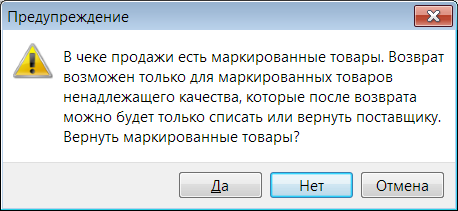 Предупреждение
В чеке продажи есть маркированные товары. Возврат
возможен только для маркированных товаров
ненадлежащего качества, которые после возврата
можно будет только списать или вернуть поставщику.
Вернуть маркированные товары?
Да
Нет
Отмена